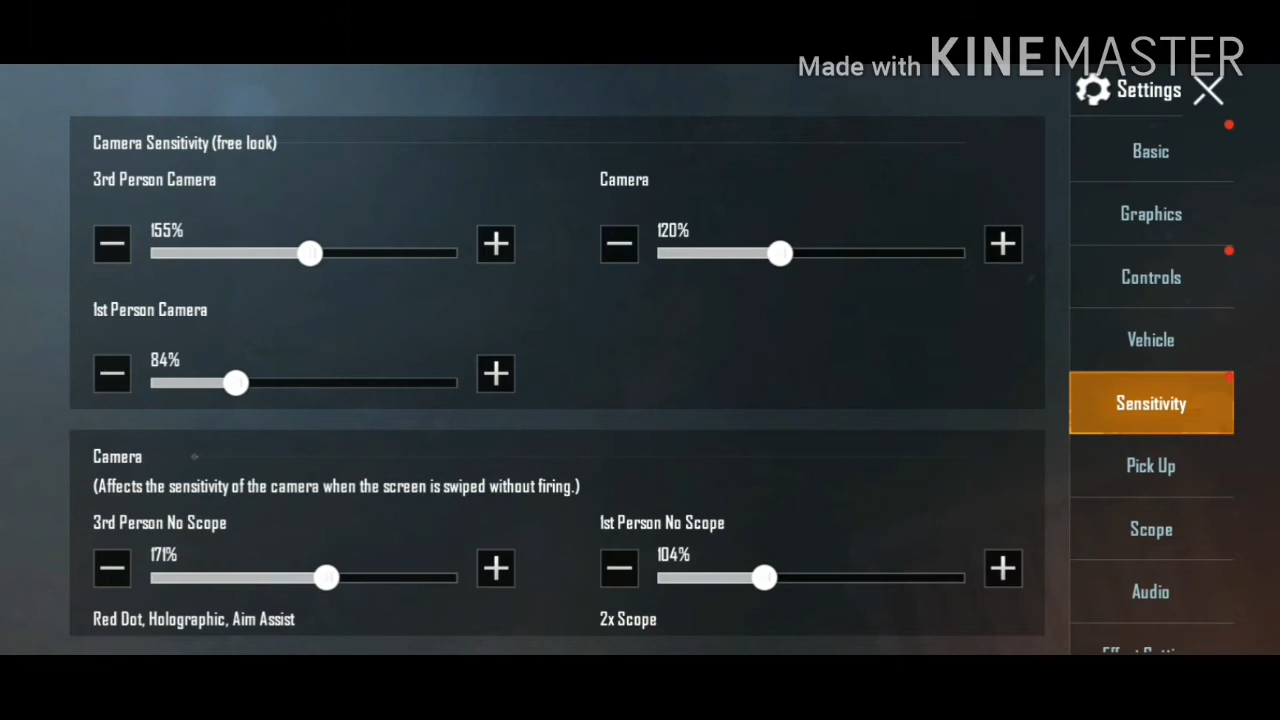 Made with KINEMASTER
Settings
Camera Sensitivity (free look)
3rd Person Camera
Camera
155%
120%
1st Person Camera
84%
Camera
(Affects the sensitivity of the camera when the screen is swiped without firing.)
3rd Person No Scope
1st Person No Scope
171%
104%
Red Dot, Holographic, Aim Assist
2x Scope
Basic
Graphics
Controls
Vehicle
Sensitivity
Pick Up
Scope
Audio